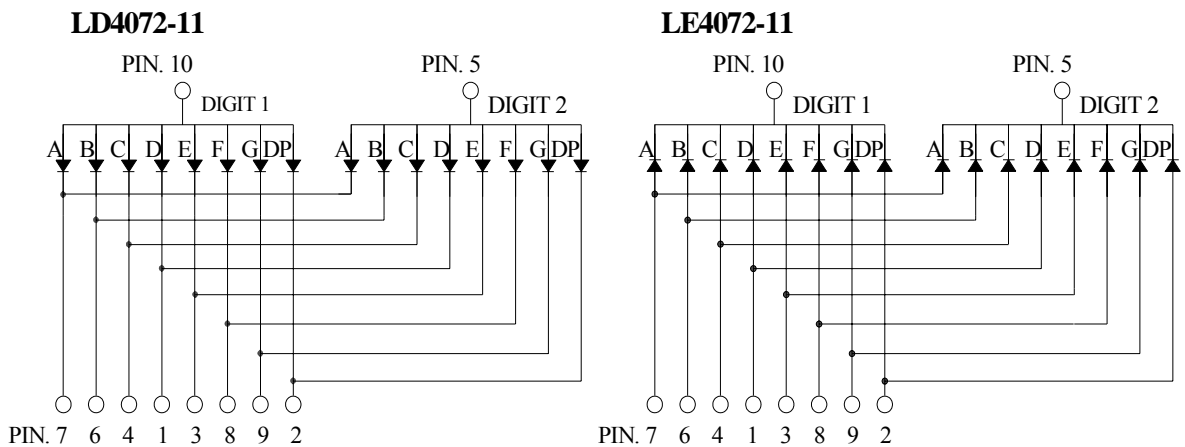 LD4072-11 LE4072-11
PIN. 10 PIN. 5 PIN. 10 PIN. 5
DIGIT 1 DIGIT 2 DIGIT 1 DIGIT 2
A B C D E F G DP A B C D E F G DP A B C D E F G DP A B C D E F G DP
PIN. 7 6 4 1 3 8 9 2 PIN. 7 6 4 1 3 8 9 2